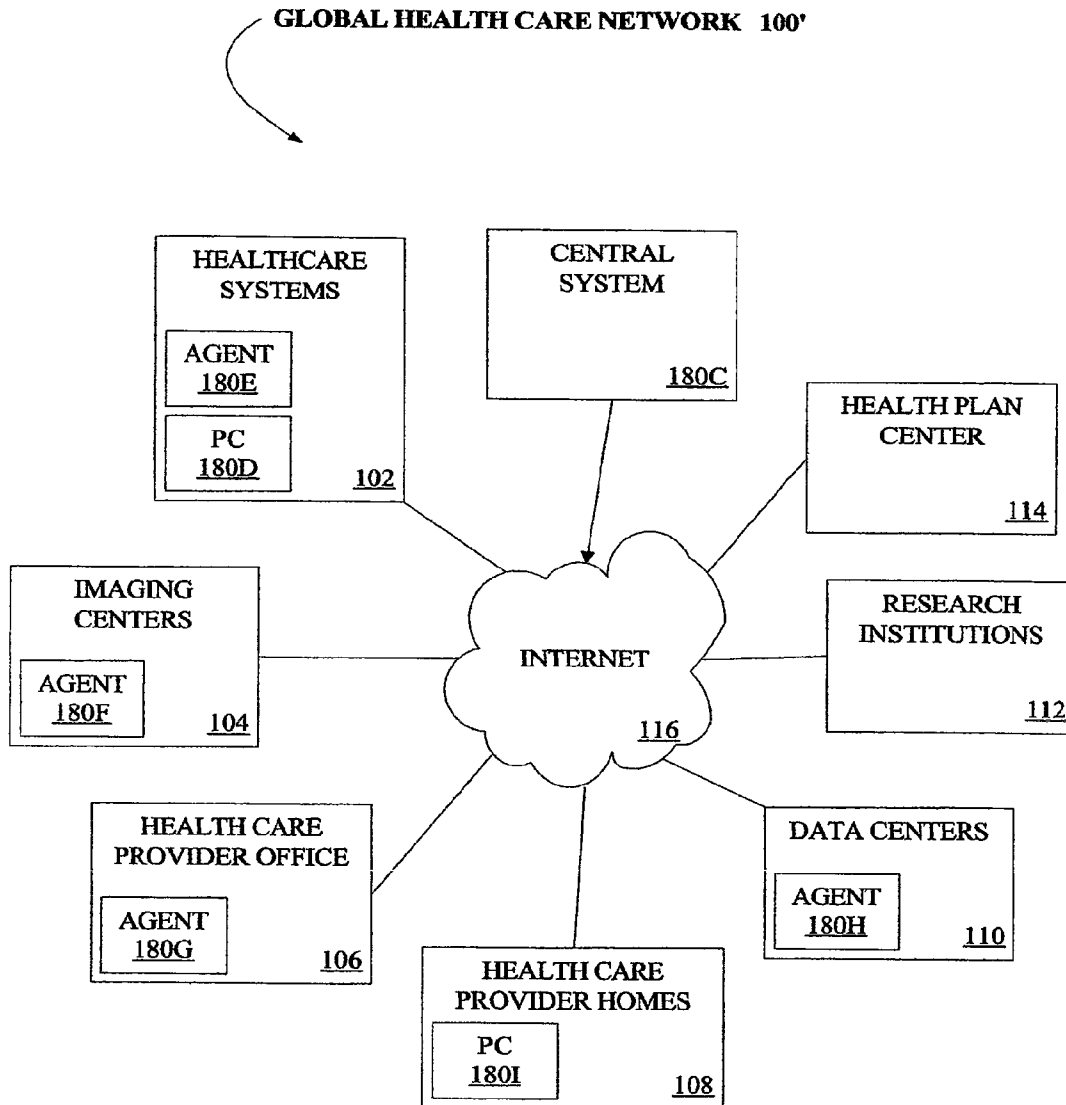 GLOBAL HEALTH CARE NETWORK 100'
HEALTHCARE
SYSTEMS
AGENT
180E
PC
180D
102
CENTRAL
SYSTEM
180C
HEALTH PLAN
CENTER
114
IMAGING
CENTERS
AGENT
180F
104
INTERNET
116
RESEARCH
INSTITUTIONS
112
HEALTH CARE
PROVIDER OFFICE
AGENT
180G
106
HEALTH CARE
PROVIDER HOMES
PC
180I
108
DATA CENTERS
AGENT
180H
110